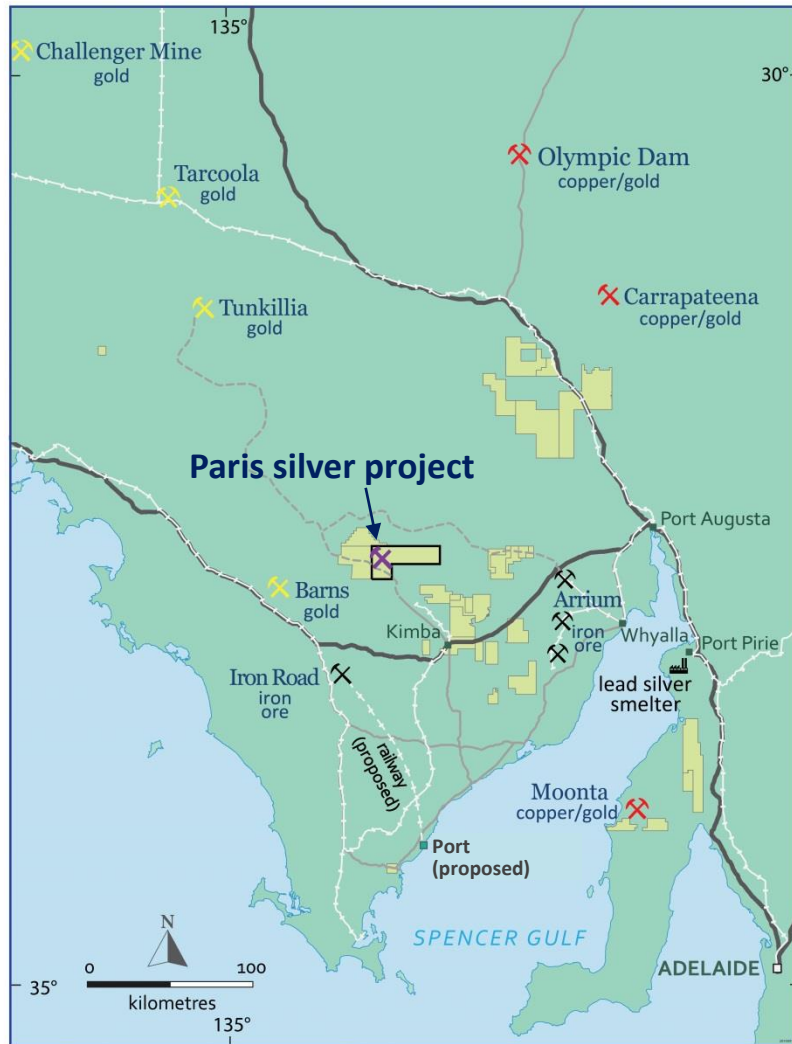 135°
30°
Challenger Mine
gold
Olympic Dam
copper/gold
Tarcoola
gold
Tunkillia
gold
Carrapateena
copper/gold
Paris silver project
Port Augusta
Barns
gold
Arrium
iron
ore
Kimba
Whyalla
Port Pirie
lead silver
smelter
Iron Road
iron
ore
railway
(proposed)
Moonta
copper/gold
Port
(proposed)
SPENCER GULF
ADELAIDE
N
0 100
kilometres
35°
135°